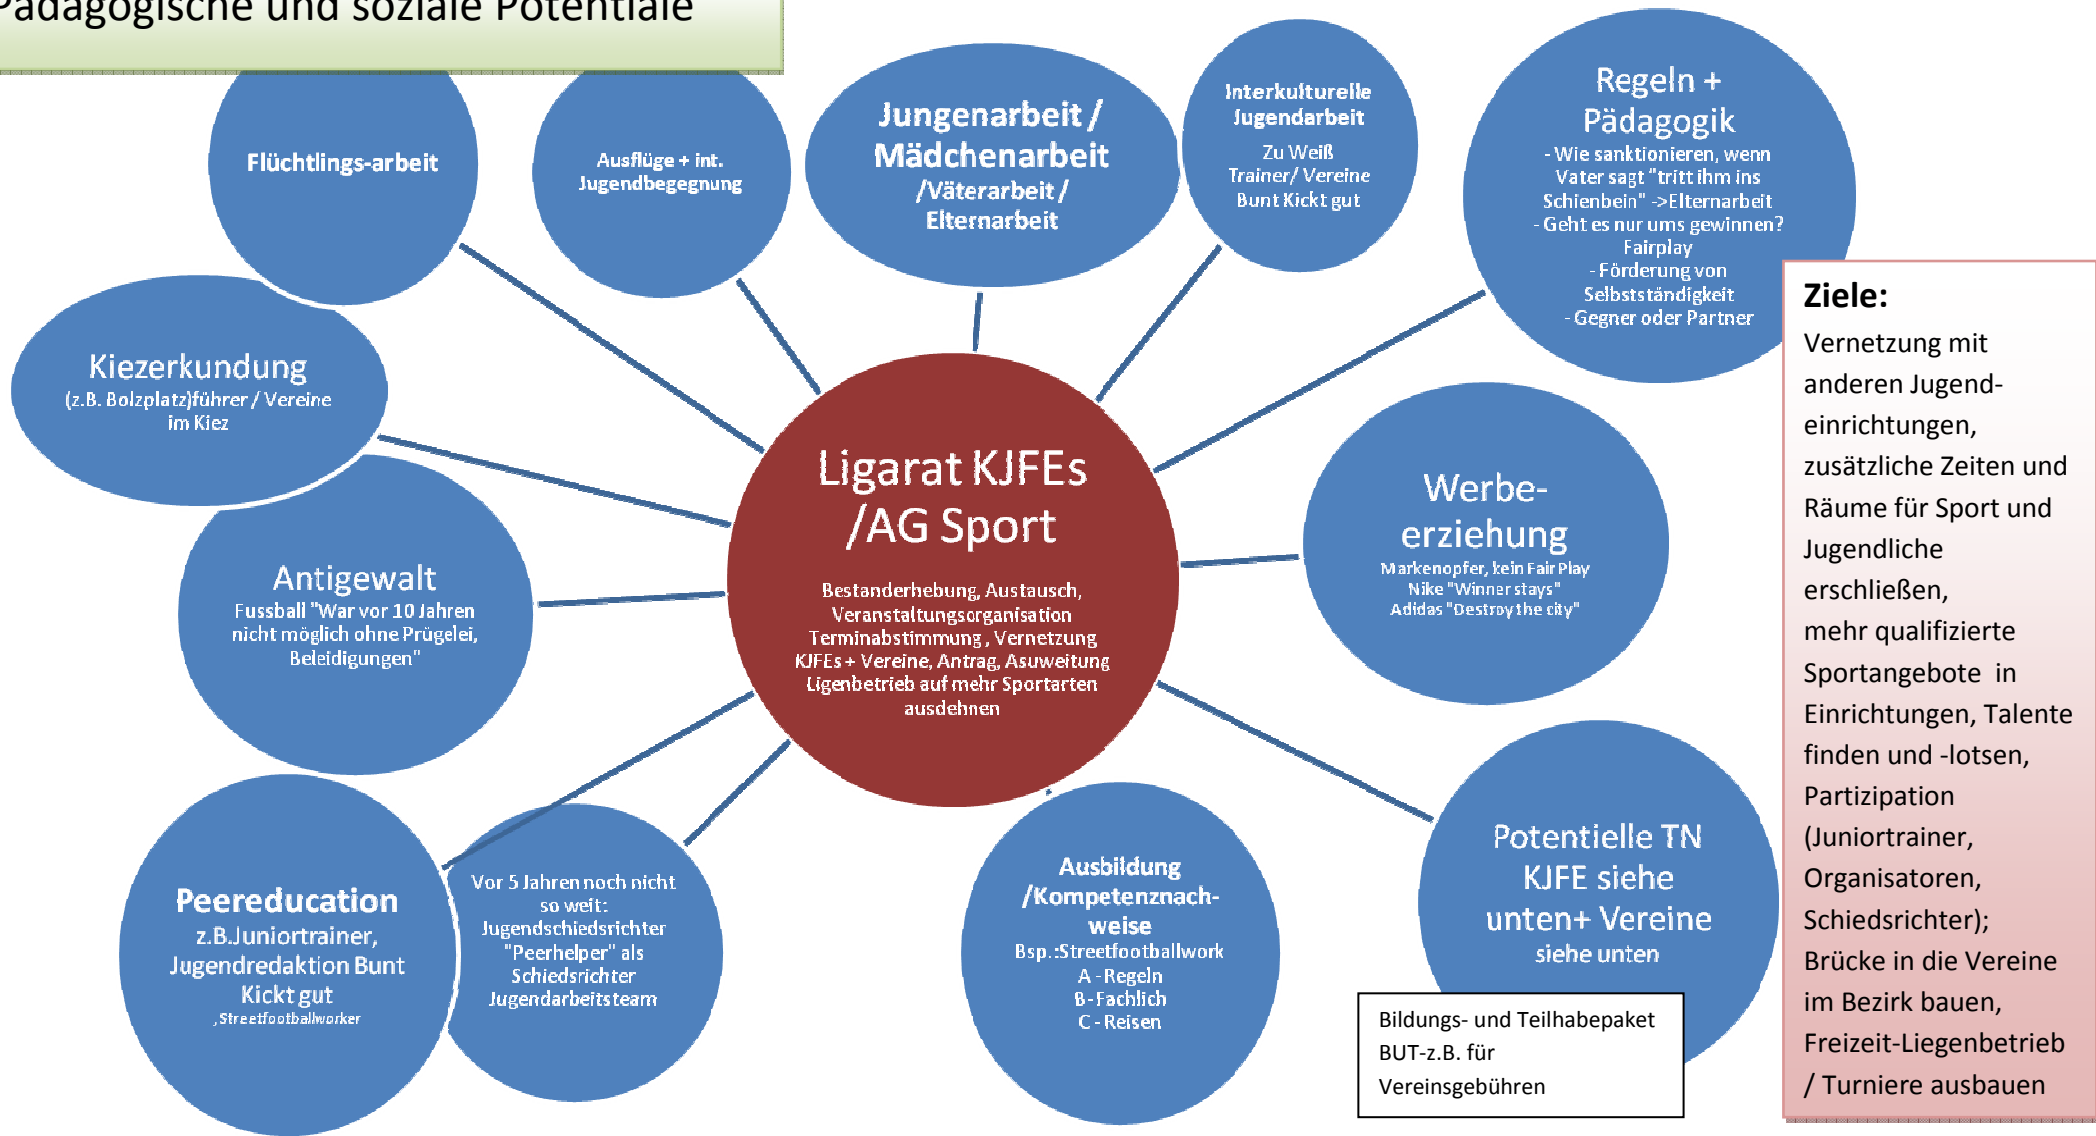 Pädagogische und soziale Potentiale
Flüchtlings-arbeit
Ausflüge + int.
Jugendbegegnung
Jungenarbeit /
Mädchenarbeit
/Väterarbeit /
Elternarbeit
Interkulturelle
Jugendarbeit
Zu Weiß
Trainer/ Vereine
Bunt Kickt gut
Regeln +
Pädagogik
- Wie sanktionieren, wenn
Vater sagt "tritt ihm ins
Schienbein" ->Elternarbeit
- Geht es nur ums gewinnen?
Fairplay
- Förderung von
Selbstständigkeit
- Gegner oder Partner
Kiezerkundung
(z.B. Bolzplatz)führer / Vereine
im Kiez
Ligarat KJFEs
/AG Sport
Bestanderhebung, Austausch,
Veranstaltungsorganisation
Terminabstimmung , Vernetzung
KJFEs + Vereine, Antrag, Asuweitung
Ligenbetrieb auf mehr Sportarten
ausdehnen
Werbe-
erziehung
Markenopfer, kein Fair Play
Nike "Winner stays"
Adidas "Destroy the city"
Antigewalt
Fussball "War vor 10 Jahren
nicht möglich ohne Prügelei,
Beleidigungen"
Peereducation
z.B.Juniortrainer,
Jugendredaktion Bunt
Kickt gut
,Streetfootballworker
Vor 5 Jahren noch nicht
so weit:
Jugendschiedsrichter
"Peerhelper" als
Schiedsrichter
Jugendarbeitsteam
Ausbildung
/Kompetenznach-
weise
Bsp.:Streetfootballwork
A - Regeln
B- Fachlich
C - Reisen
Potentielle TN
KJFE siehe
unten+ Vereine
siehe unten
Bildungs- und Teilhabepaket
BUT-z.B. für
Vereinsgebühren
Ziele:
Vernetzung mit
anderen Jugend-
einrichtungen,
zusätzliche Zeiten und
Räume für Sport und
Jugendliche
erschließen,
mehr qualifizierte
Sportangebote  in
Einrichtungen, Talente
finden und -lotsen,
Partizipation
(Juniortrainer,
Organisatoren,
Schiedsrichter);
Brücke in die Vereine
im Bezirk bauen,
Freizeit-Liegenbetrieb
/ Turniere ausbauen